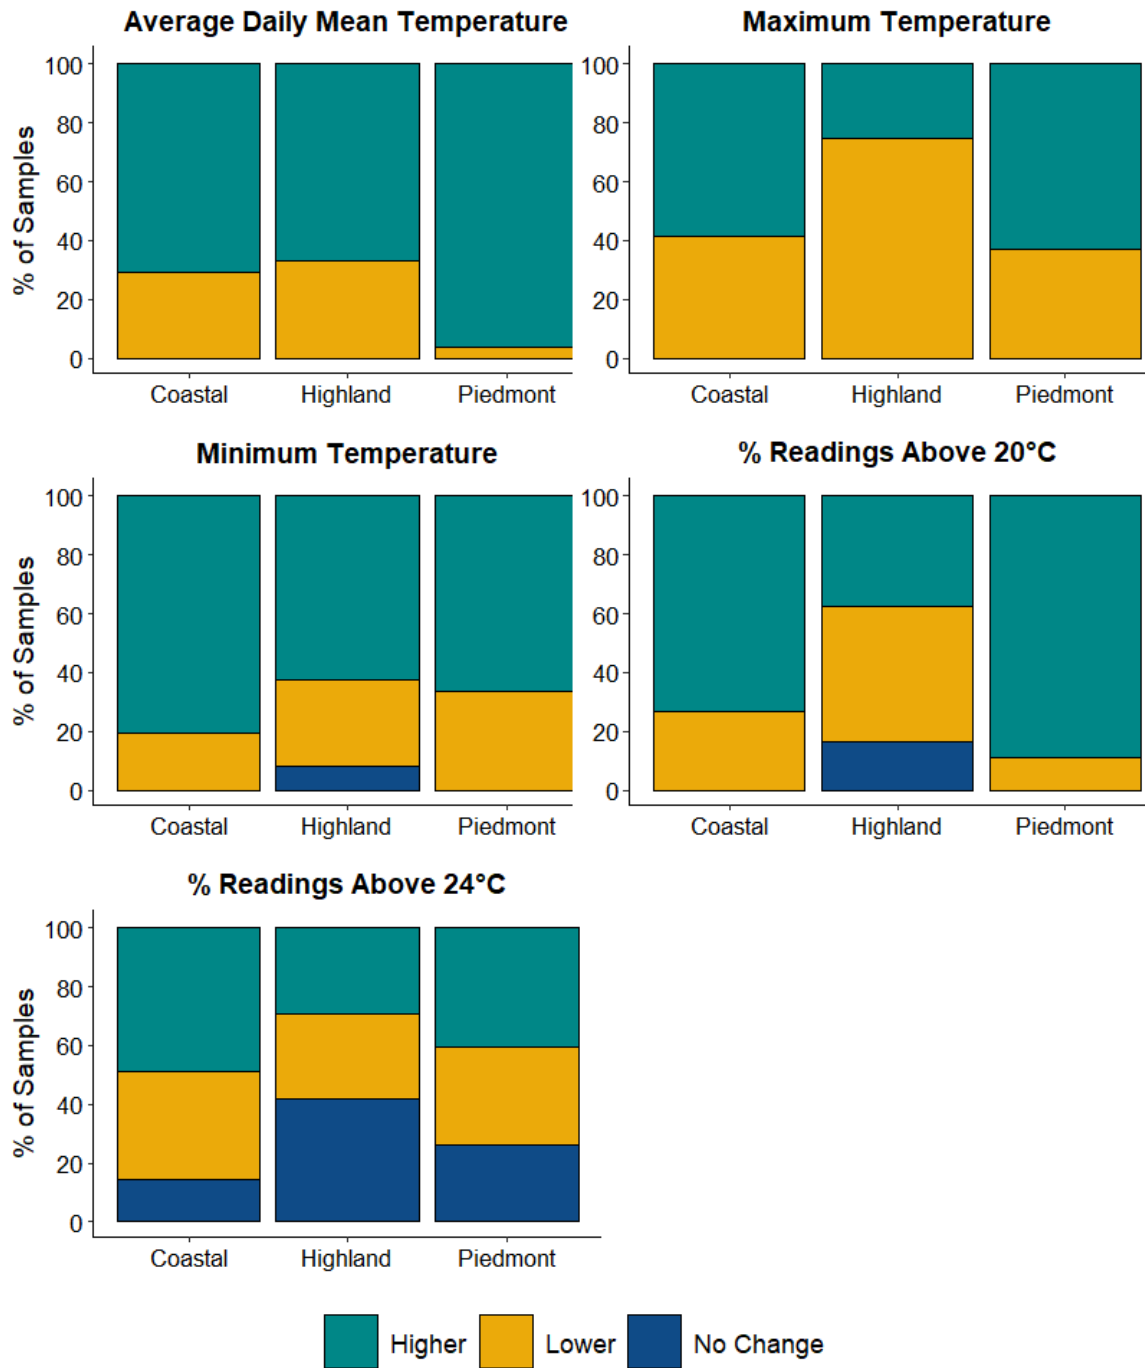 Average Daily Mean Temperature
% of Samples
100
80
60
40
20
0
Coastal Highland Piedmont
Maximum Temperature
100
80
60
40
20
0
Coastal Highland Piedmont
Minimum Temperature
% of Samples
100
80
60
40
20
0
Coastal Highland Piedmont
% Readings Above 20°C
100
80
60
40
20
0
Coastal Highland Piedmont
% Readings Above 24°C
% of Samples
100
80
60
40
20
0
Coastal Highland Piedmont
Higher Lower No Change